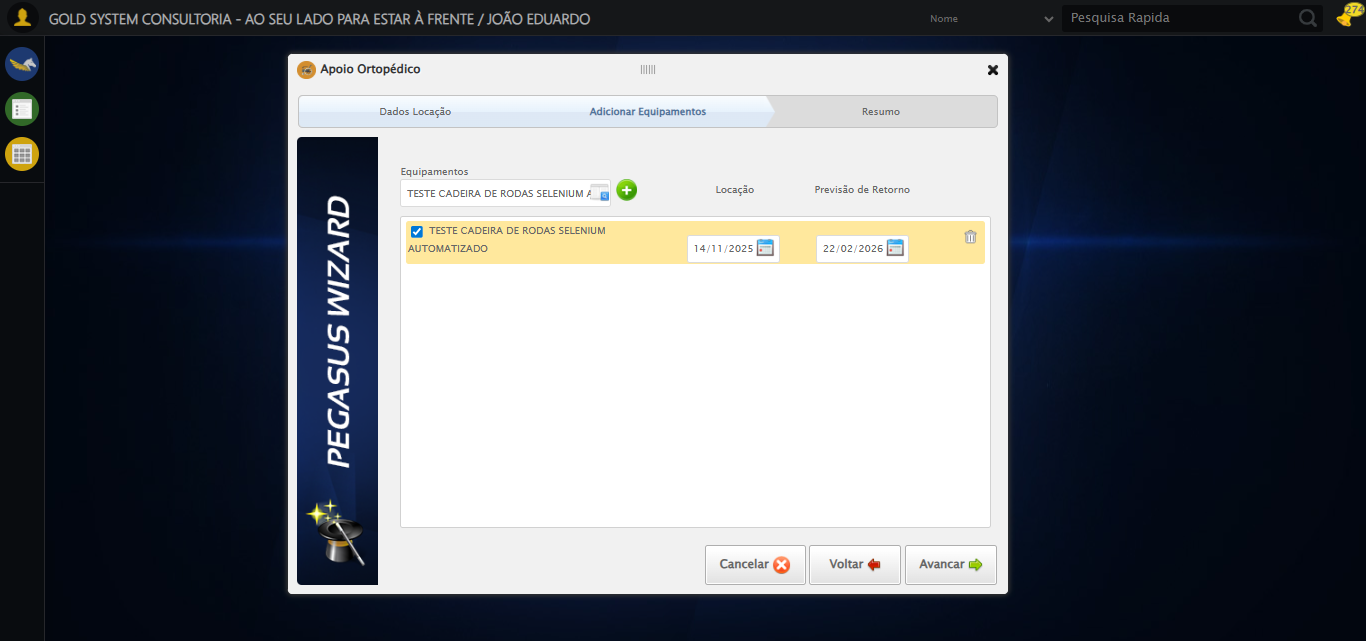 GOLD SYSTEM CONSULTORIA - AO SEU LADO PARA ESTAR À FRENTE / JOÃO EDUARDO
Nome
Pesquisa Rapida
274
Apoio Ortopédico
Dados Locação
Adicionar Equipamentos
Resumo
PEGASUS WIZARD
Equipamentos
TESTE CADEIRA DE RODAS SELENIUM A
Locação
Previsão de Retorno
TESTE CADEIRA DE RODAS SELENIUM
AUTOMATIZADO
14/11/2025
22/02/2026
Cancelar
Voltar
Avancar